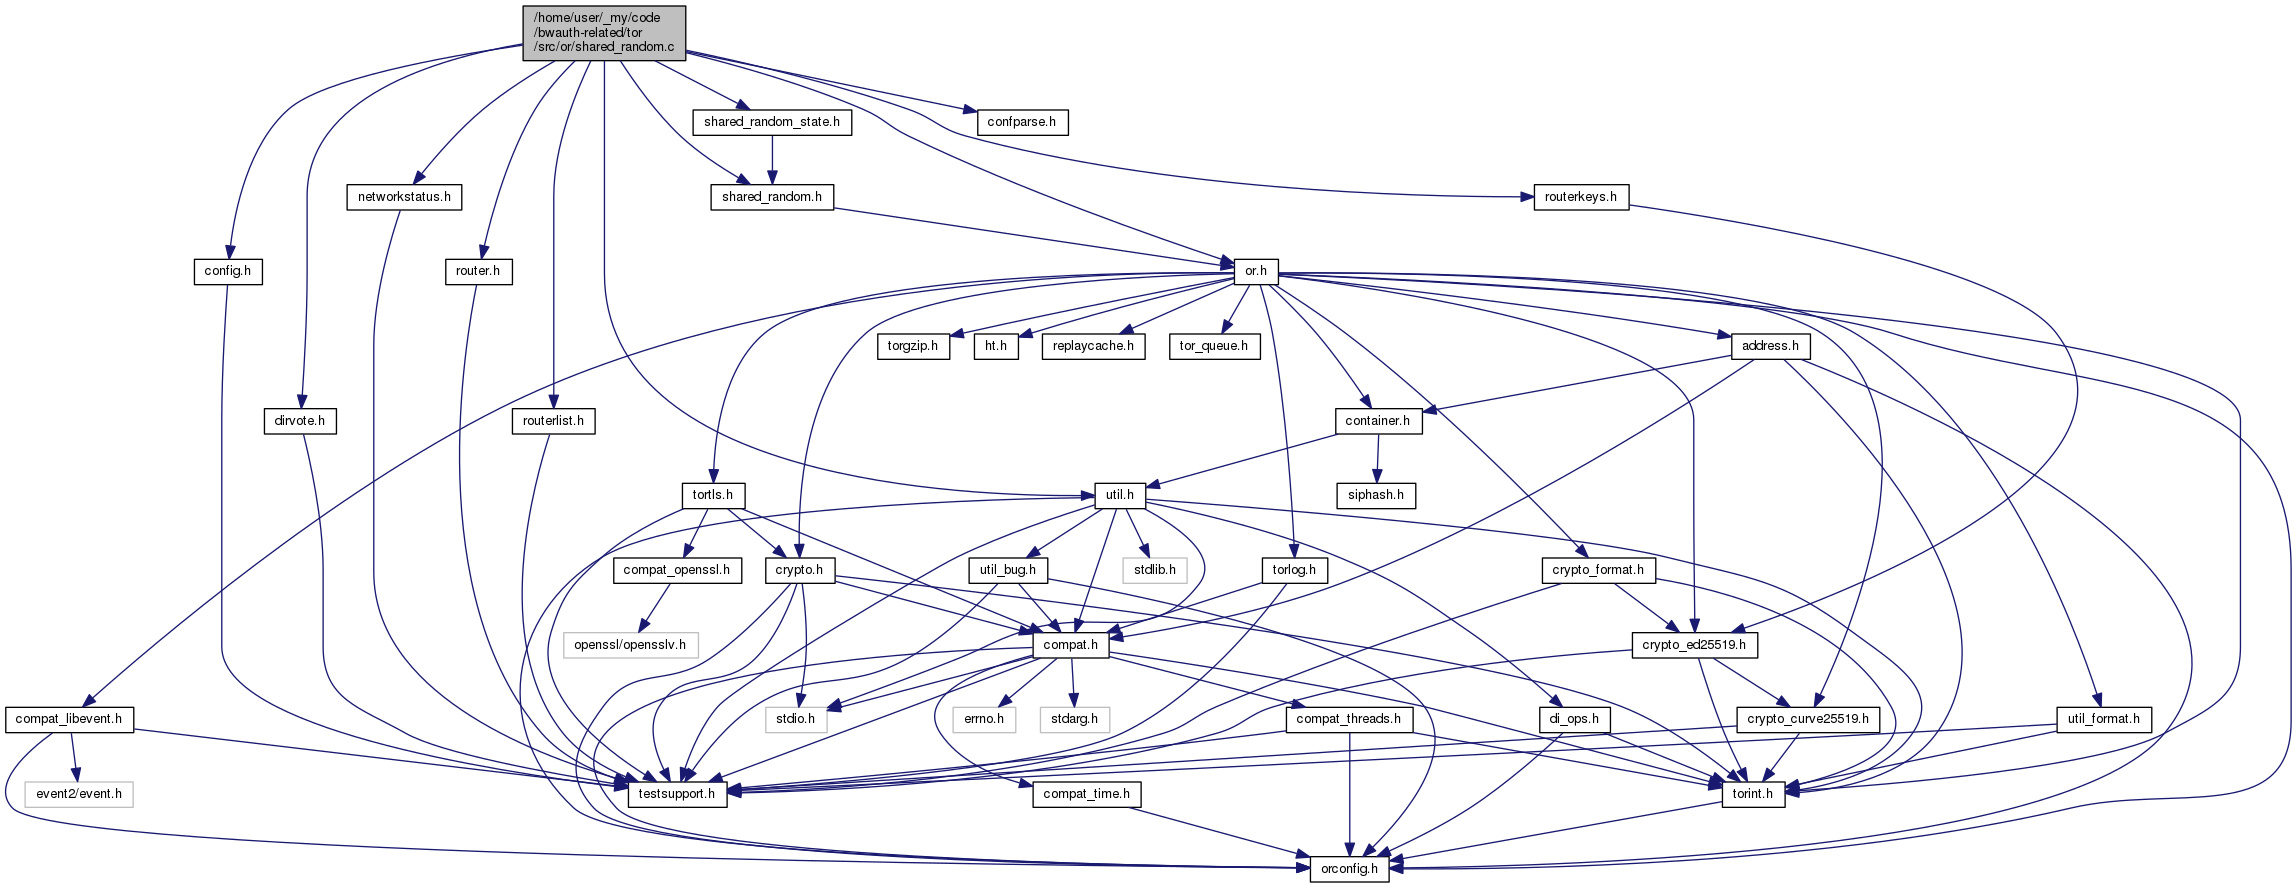 /home/user/_my/code
/bwauth-related/tor
/src/or/shared_random.c
shared_random_state.h
confparse.h
networkstatus.h
shared_random.h
routerkeys.h
config.h
router.h
or.h
torgzip.h
ht.h
replaycache.h
tor_queue.h
address.h
dirvote.h
routerlist.h
container.h
tortls.h
util.h
siphash.h
compat_openssl.h
crypto.h
util_bug.h
stdlib.h
torlog.h
crypto_format.h
openssl/opensslv.h
compat.h
crypto_ed25519.h
compat_libevent.h
stdio.h
errno.h
stdarg.h
compat_threads.h
di_ops.h
crypto_curve25519.h
util_format.h
event2/event.h
testsupport.h
compat_time.h
torint.h
orconfig.h